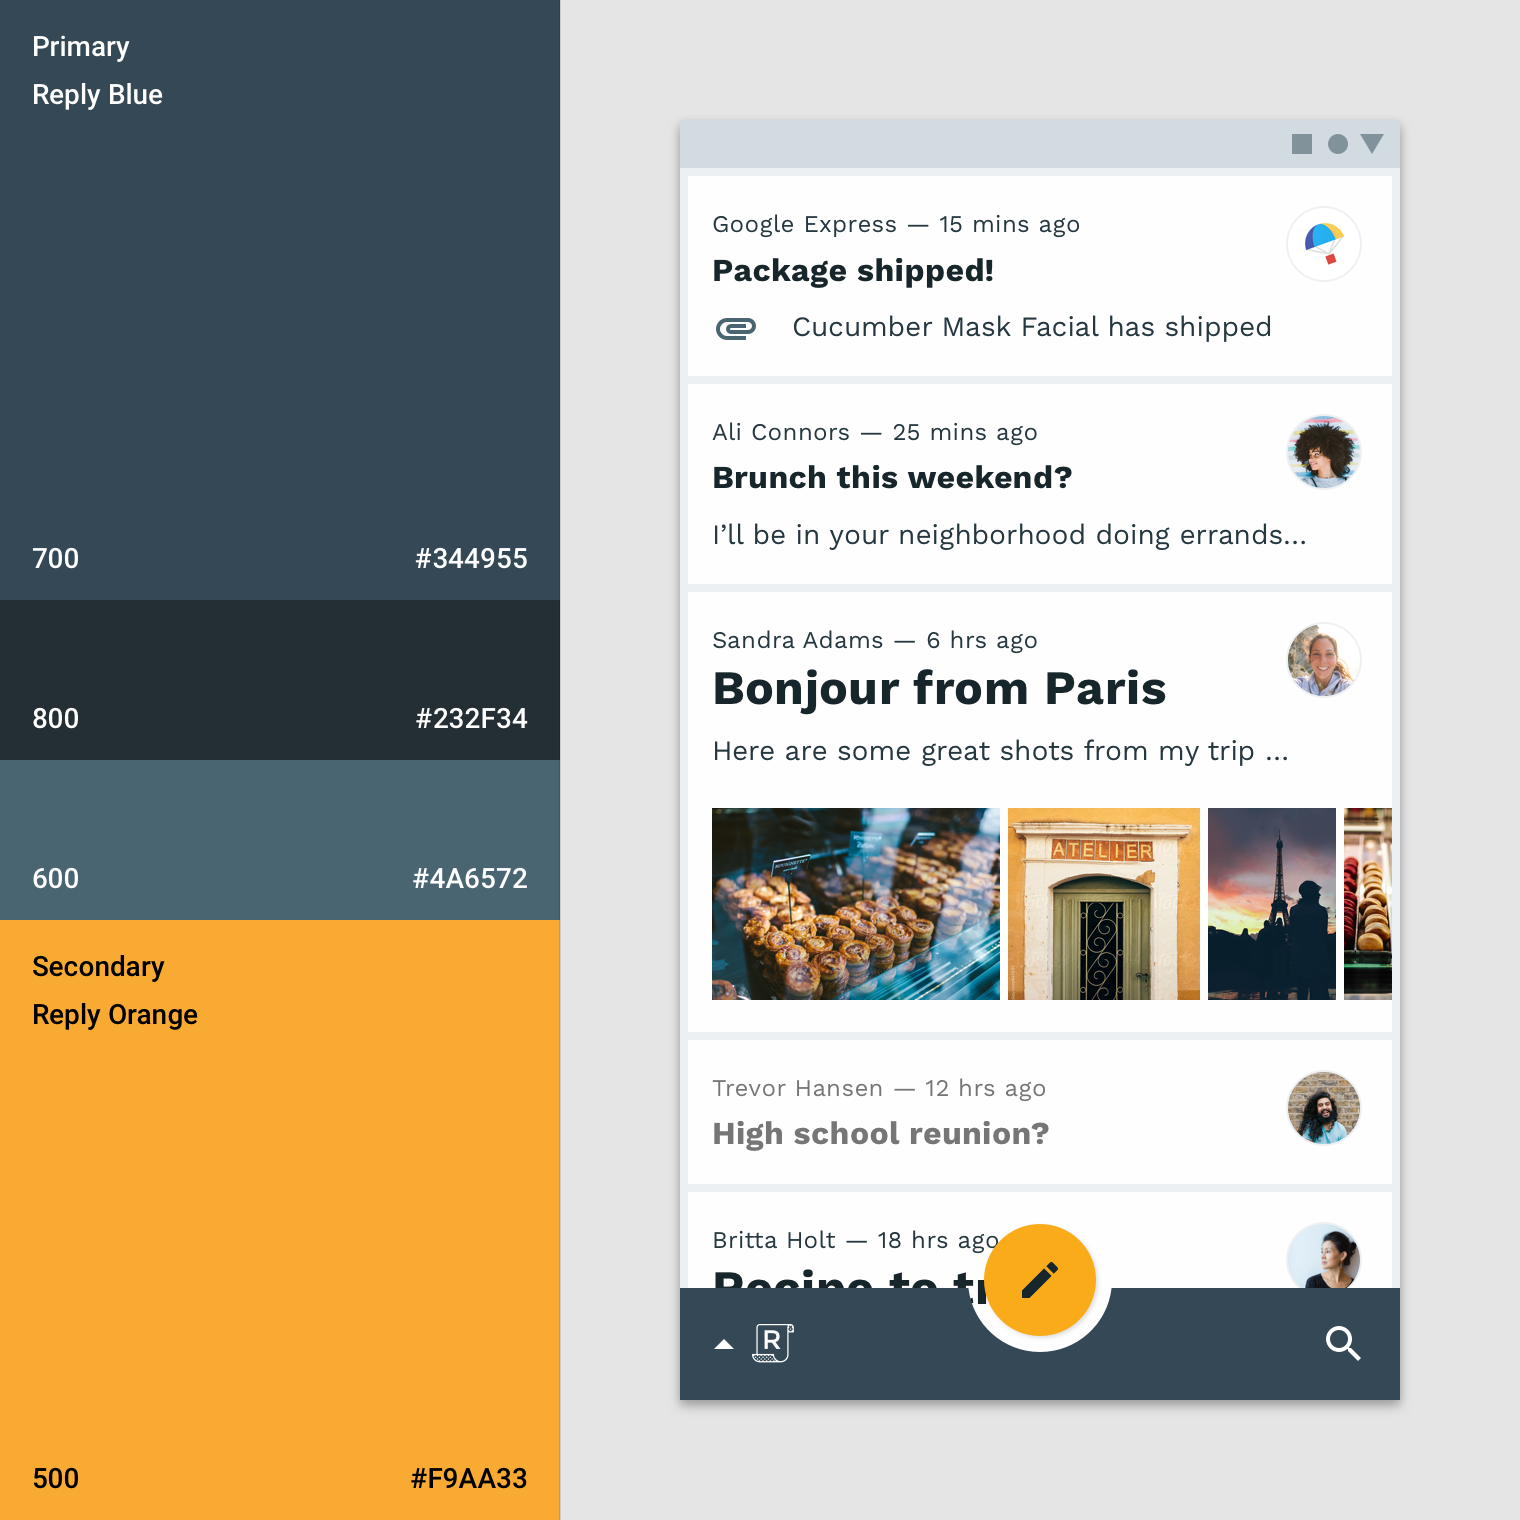 Primary
Reply Blue
700 #344955
800 #232F34
600 #4A6572
Secondary
Reply Orange
500 #F9AA33
Google Express — 15 mins ago
Package shipped!
Cucumber Mask Facial has shipped
Ali Connors — 25 mins ago
Brunch this weekend?
I’ll be in your neighborhood doing errands...
Sandra Adams — 6 hrs ago
Bonjour from Paris
Here are some great shots from my trip ...
ATELIER
Trevor Hansen — 12 hrs ago
High school reunion?
Britta Holt — 18 hrs ago
Recipe to
R